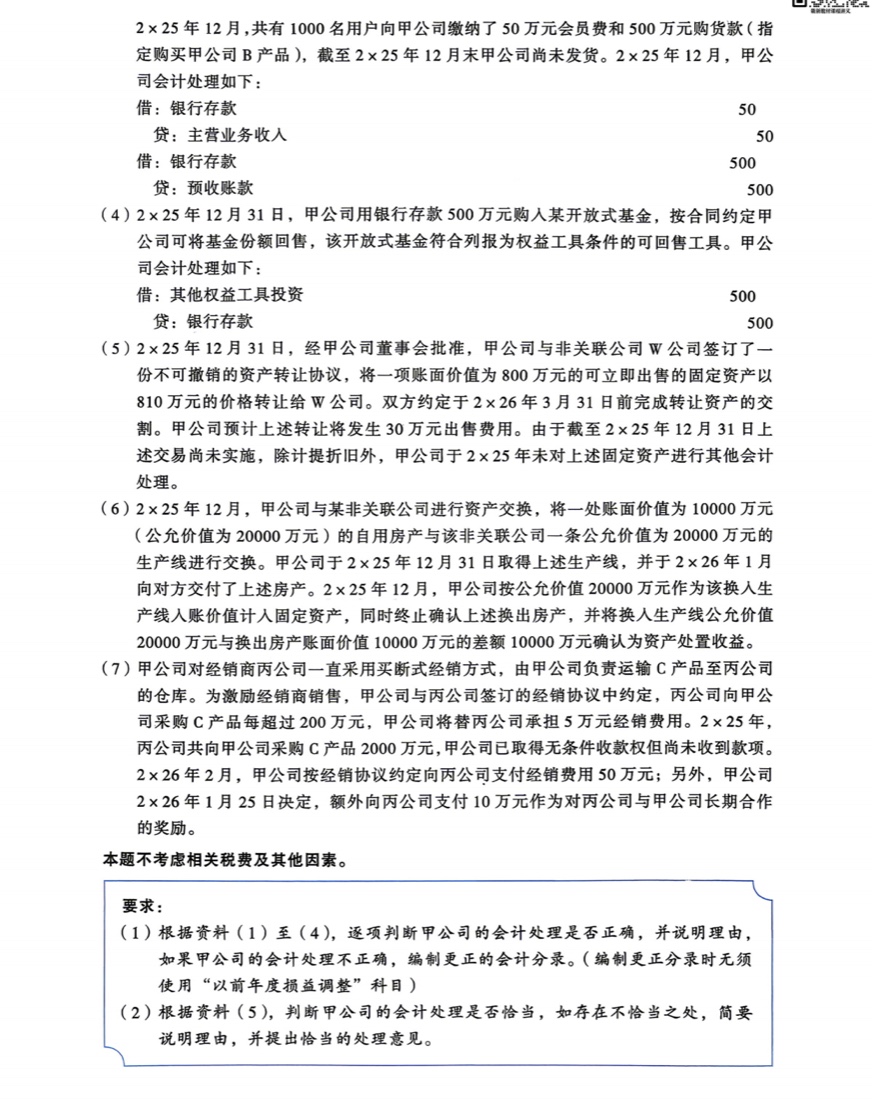 2×25年12月,共有1000名用户向甲公司缴纳了50万元会员费和500万元购货款(指
定购买甲公司B产品),截至2×25年12月末甲公司尚未发货。2×25年12月,甲公
司会计处理如下:
借:银行存款 50
贷:主营业务收入 50
借:银行存款 500
贷:预收账款 500
(4)2×25年12月31日,甲公司用银行存款500万元购入某开放式基金,按合同约定甲
公司可将基金份额回售,该开放式基金符合列报为权益工具条件的可回售工具。甲公
司会计处理如下:
借:其他权益工具投资 500
贷:银行存款 500
(5)2×25年12月31日,经甲公司董事会批准,甲公司与非关联公司W公司签订了一
份不可撤销的资产转让协议,将一项账面价值为800万元的可立即出售的固定资产以
810万元的价格转让给W公司。双方约定于2×26年3月31日前完成转让资产的交
割。甲公司预计上述转让将发生30万元出售费用。由于截至2×25年12月31日上
述交易尚未实施,除计提折旧外,甲公司于2×25年未对上述固定资产进行其他会计
处理。
(6)2×25年12月,甲公司与某非关联公司进行资产交换,将一处账面价值为10000万元
(公允价值为20000万元)的自用房产与该非关联公司一条公允价值为20000万元的
生产线进行交换。甲公司于2×25年12月31日取得上述生产线,并于2×26年1月
向对方交付了上述房产。2×25年12月,甲公司按公允价值20000万元作为该换入生
产线入账价值计入固定资产,同时终止确认上述换出房产,并将换入生产线公允价值
20000万元与换出房产账面价值10000万元的差额10000万元确认为资产处置收益。
(7)甲公司对经销商丙公司一直采用买断式经销方式,由甲公司负责运输C产品至丙公司
的仓库。为激励经销商销售,甲公司与丙公司签订的经销协议中约定,丙公司向甲公
司采购C产品每超过200万元,甲公司将替丙公司承担5万元经销费用。2×25年,
丙公司共向甲公司采购C产品2000万元,甲公司已取得无条件收款权但尚未收到款项。
2×26年2月,甲公司按经销协议约定向丙公司支付经销费用50万元;另外,甲公司
2×26年1月25日决定,额外向丙公司支付10万元作为对丙公司与甲公司长期合作
的奖励。
本题不考虑相关税费及其他因素。
要求:
(1)根据资料(1)至(4),逐项判断甲公司的会计处理是否正确,并说明理由,
如果甲公司的会计处理不正确,编制更正的会计分录。(编制更正分录时无须
使用“以前年度损益调整”科目)
(2)根据资料(5),判断甲公司的会计处理是否恰当,如存在不恰当之处,简要
说明理由,并提出恰当的处理意见。